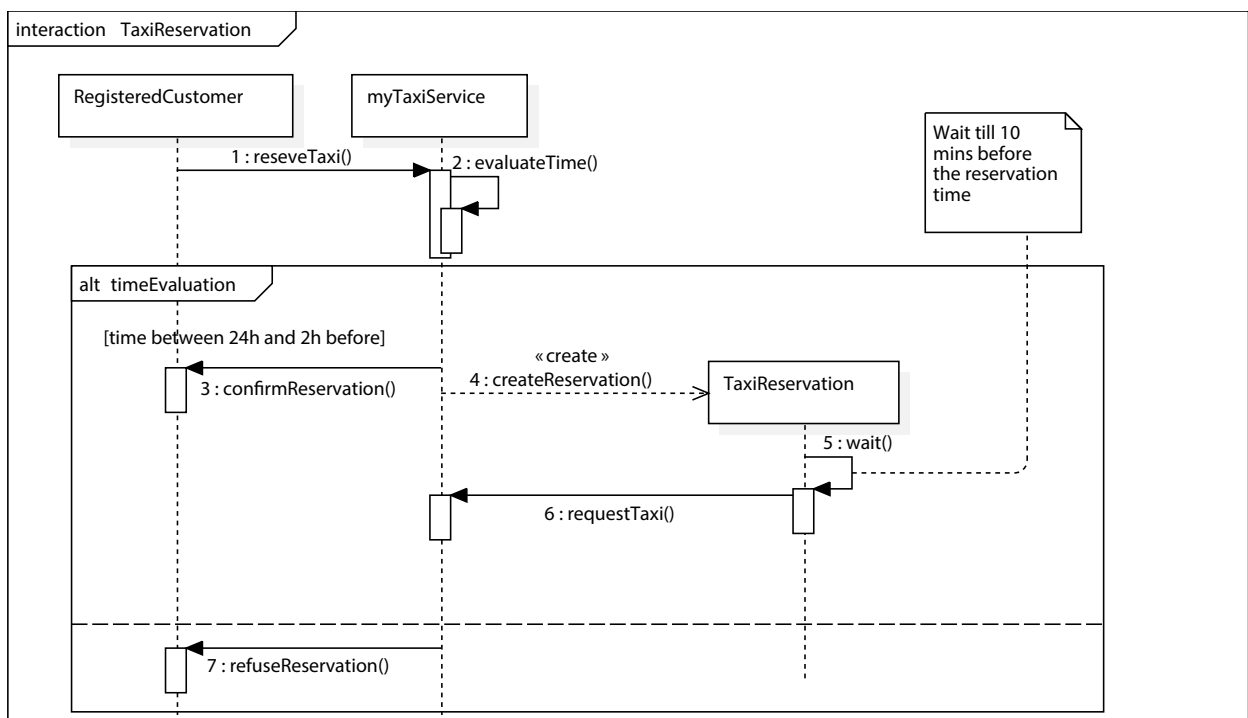 interaction TaxiReservation
RegisteredCustomer
myTaxiService
Wait till 10
mins before
the reservation
time
1 : reseveTaxi()
2 : evaluateTime()
alt timeEvaluation
[time between 24h and 2h before]
«create»
3 : confirmReservation()
4 : createReservation()
TaxiReservation
5 : wait()
6 : requestTaxi()
7 : refuseReservation()